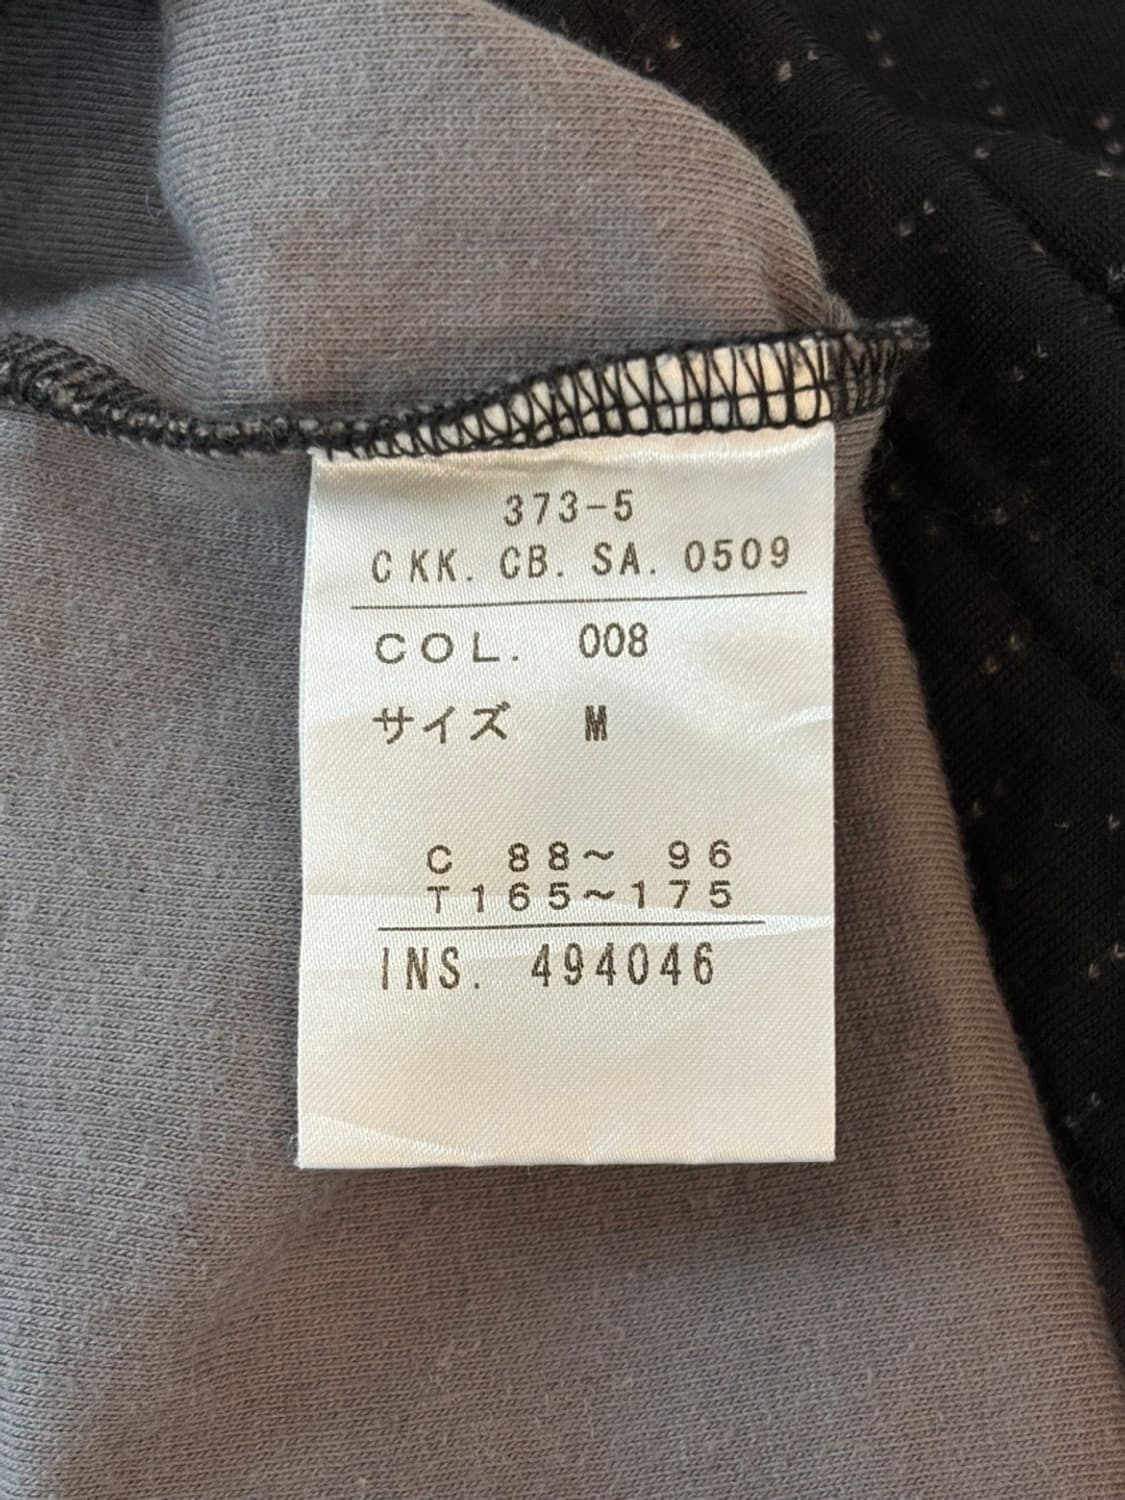 373-5
CKK. CB. SA. 0509
COL. 008
サイズ M
C 88~ 96
T165~175
INS. 494046